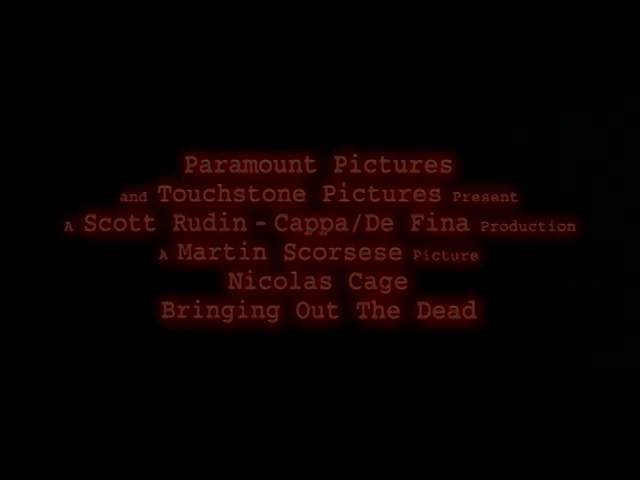 Paramount Pictures
and Touchstone Pictures Present
A Scott Rudin - Cappa/De Fina Production
A Martin Scorsese Picture
Nicolas Cage
Bringing Out The Dead